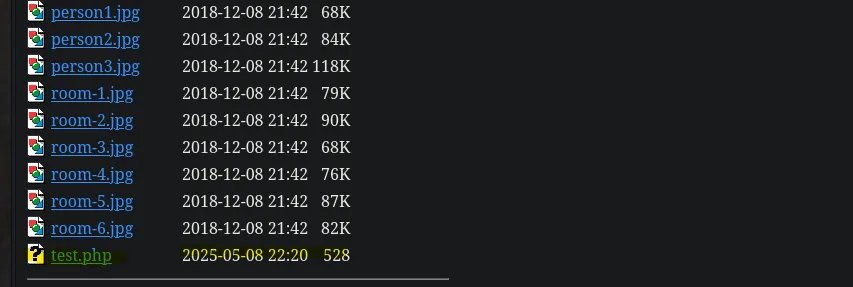 person1.jpg 2018-12-08 21:42 68K
person2.jpg 2018-12-08 21:42 84K
person3.jpg 2018-12-08 21:42 118K
room-1.jpg 2018-12-08 21:42 79K
room-2.jpg 2018-12-08 21:42 90K
room-3.jpg 2018-12-08 21:42 68K
room-4.jpg 2018-12-08 21:42 76K
room-5.jpg 2018-12-08 21:42 87K
room-6.jpg 2018-12-08 21:42 82K
? test.php 2025-05-08 22:20 528